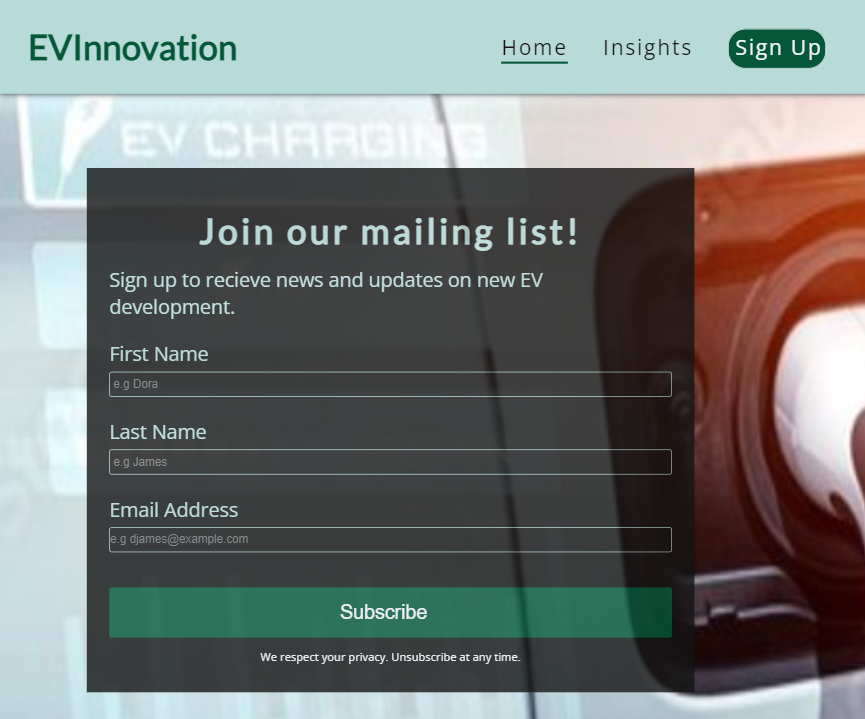 EVInnovation
Home
Insights
Sign Up
EV CHARGING
Join our mailing list!
Sign up to recieve news and updates on new EV
development.
First Name
e.g Dora
Last Name
e.g James
Email Address
e.g djames@example.com
Subscribe
We respect your privacy. Unsubscribe at any time.